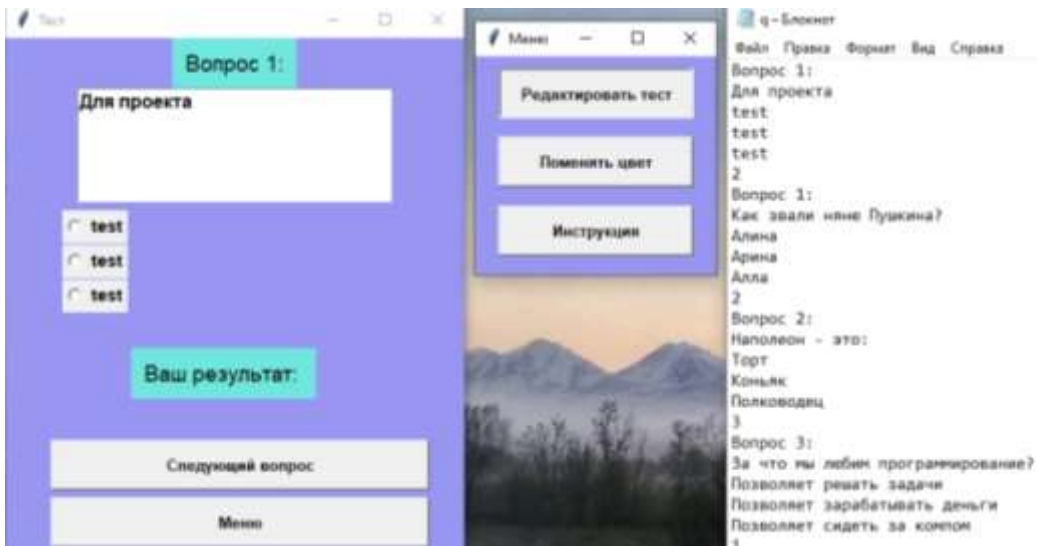 Тест
Вопрос 1:
Для проекта
test
test
test
Ваш результат:
Следующий вопрос
Меню
Меню
Редактировать тест
Поменять цвет
Инструкция
q – Блокнот
Файл Правка Формат Вид Справка
Вопрос 1:
Для проекта
test
test
test
2
Вопрос 1:
Как звали няню Пушкина?
Алина
Арина
Алла
2
Вопрос 2:
Наполеон - это:
Торт
Коньяк
Полководец
3
Вопрос 3:
За что мы любим программирование?
Позволяет решать задачи
Позволяет зарабатывать деньги
Позволяет сидеть за компом